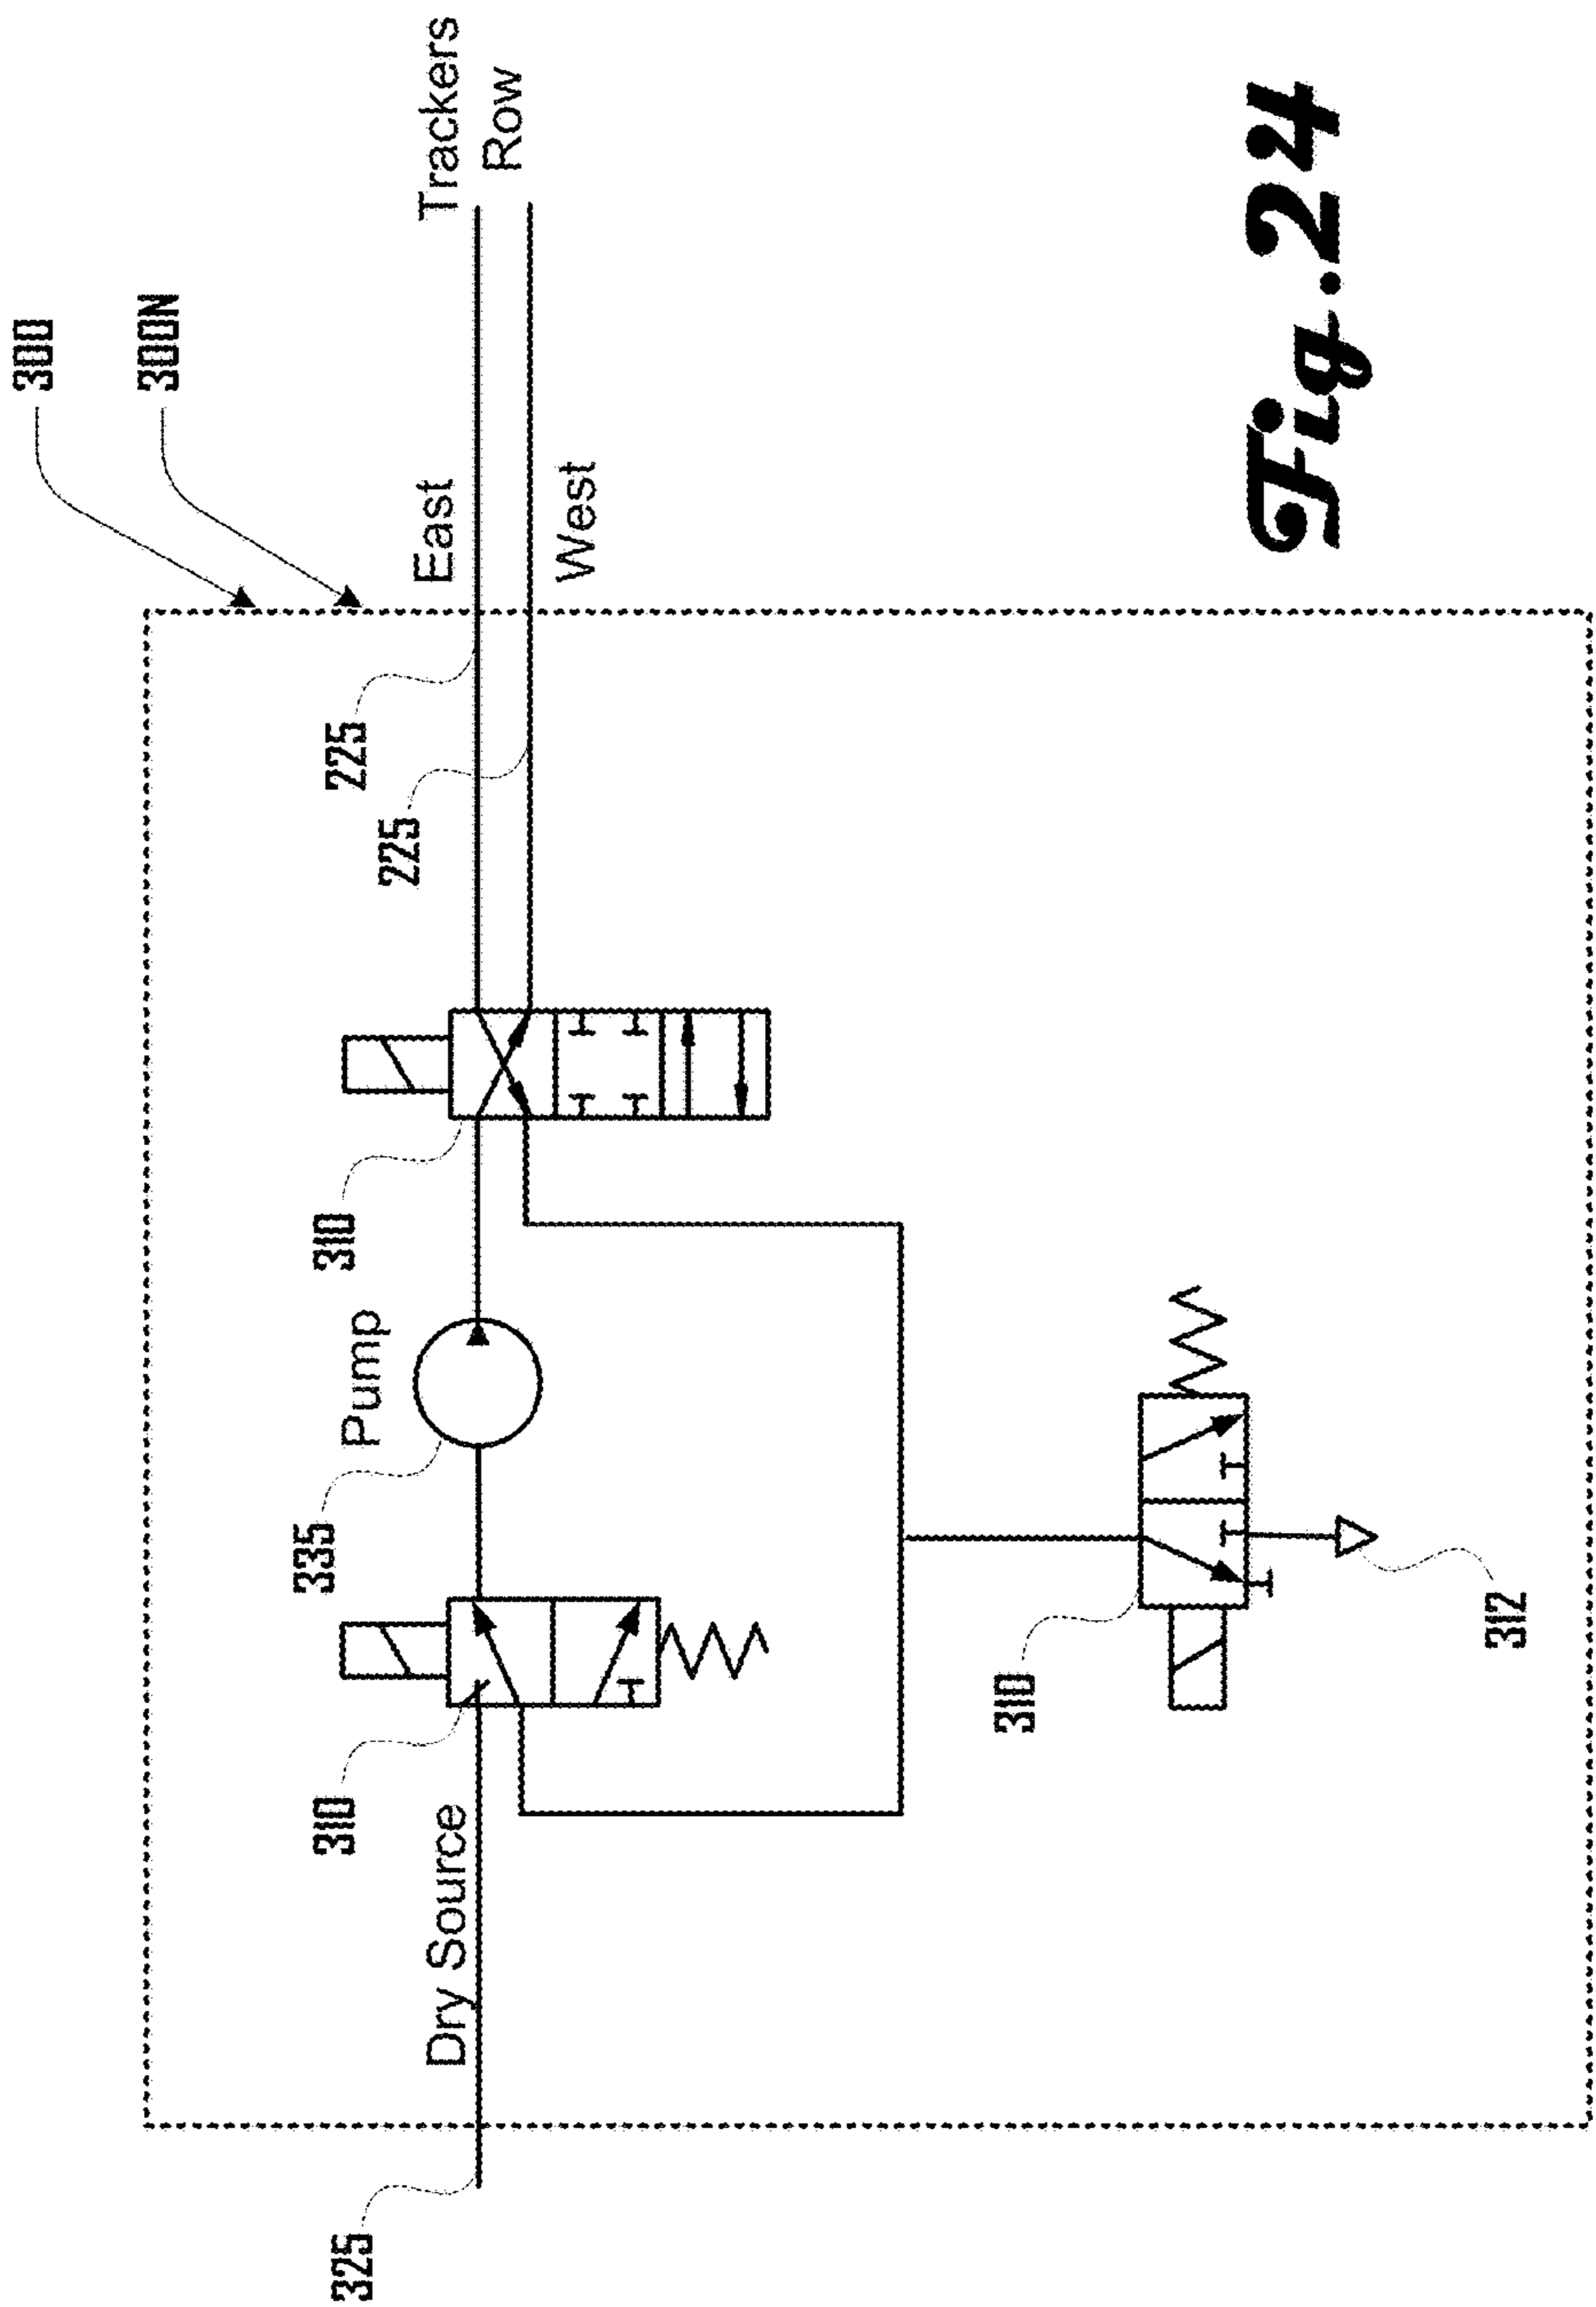 300
300N
Trackers
Row
East
West
225
225
310
Pump
335
310
Dry Source
325
310
312
Fig.24